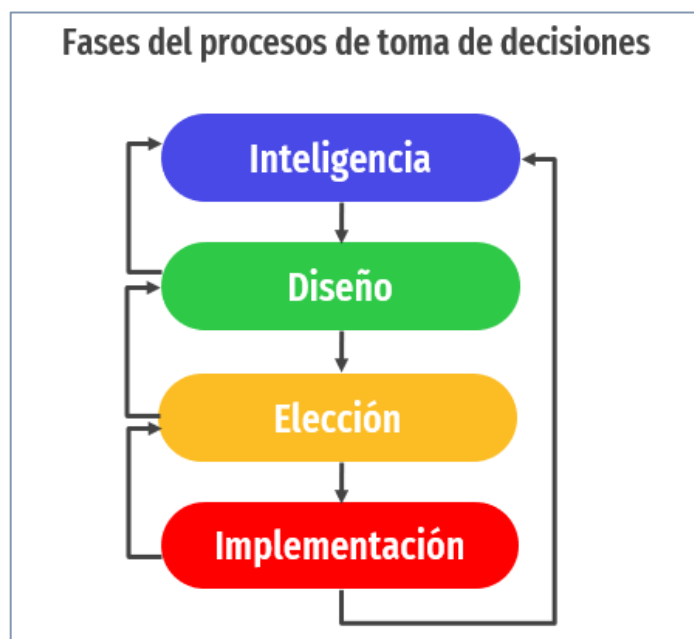 Fases del procesos de toma de decisiones
Inteligencia
Diseño
Elección
Implementación